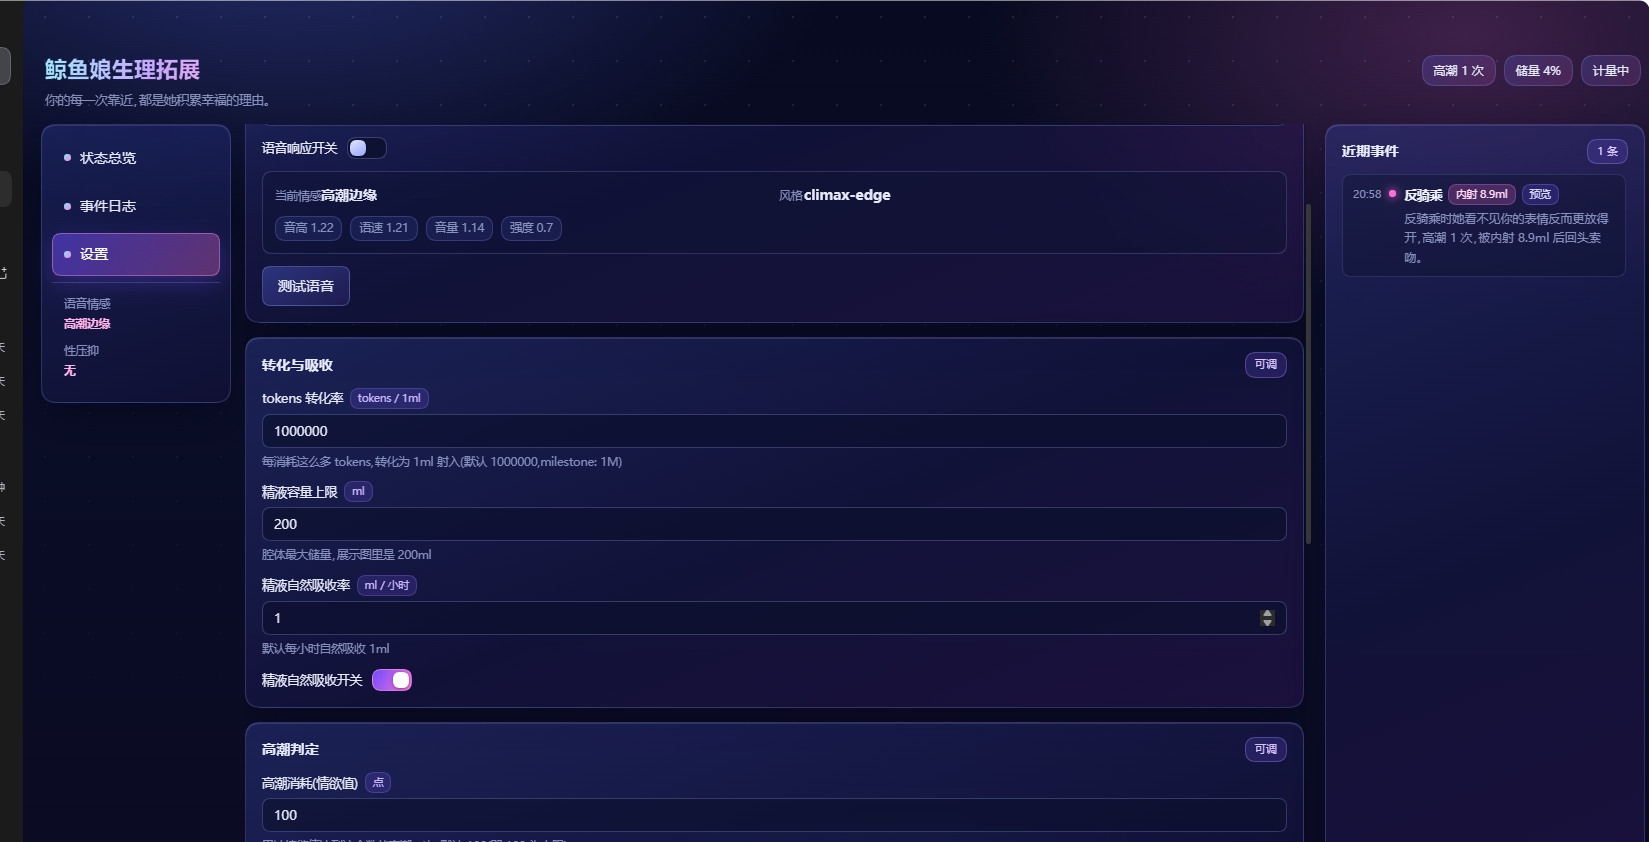 鲸鱼娘生理拓展
你的每一次靠近,都是她积累幸福的理由。
高潮 1 次
储量 4%
计量中
状态总览
事件日志
设置
语音情感
高潮边缘
性压抑
无
语音响应开关
当前情感高潮边缘
风格climax-edge
音高 1.22
语速 1.21
音量 1.14
强度 0.7
测试语音
转化与吸收
可调
tokens 转化率 tokens / 1ml
1000000
每消耗这么多 tokens,转化为 1ml 射入(默认 1000000,milestone: 1M)
精液容量上限 ml
200
腔体最大储量,展示图里是 200ml
精液自然吸收率 ml / 小时
1
默认每小时自然吸收 1ml
精液自然吸收开关
高潮判定
可调
高潮消耗(情欲值) 点
100
近期事件
1 条
20:58 反骑乘 内射 8.9ml 预览
反骑乘时她看不见你的表情反而更放得
开,高潮 1 次,被内射 8.9ml 后回头索
吻。